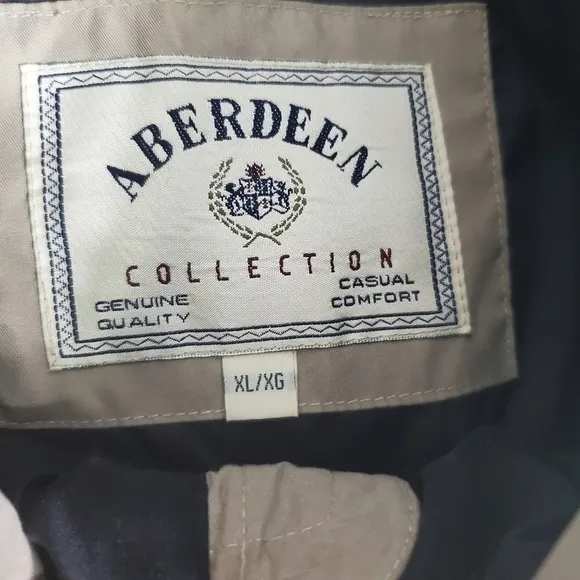 ABERDEEN
COLLECTION
GENUINE
QUALITY
CASUAL
COMFORT
XL/XG